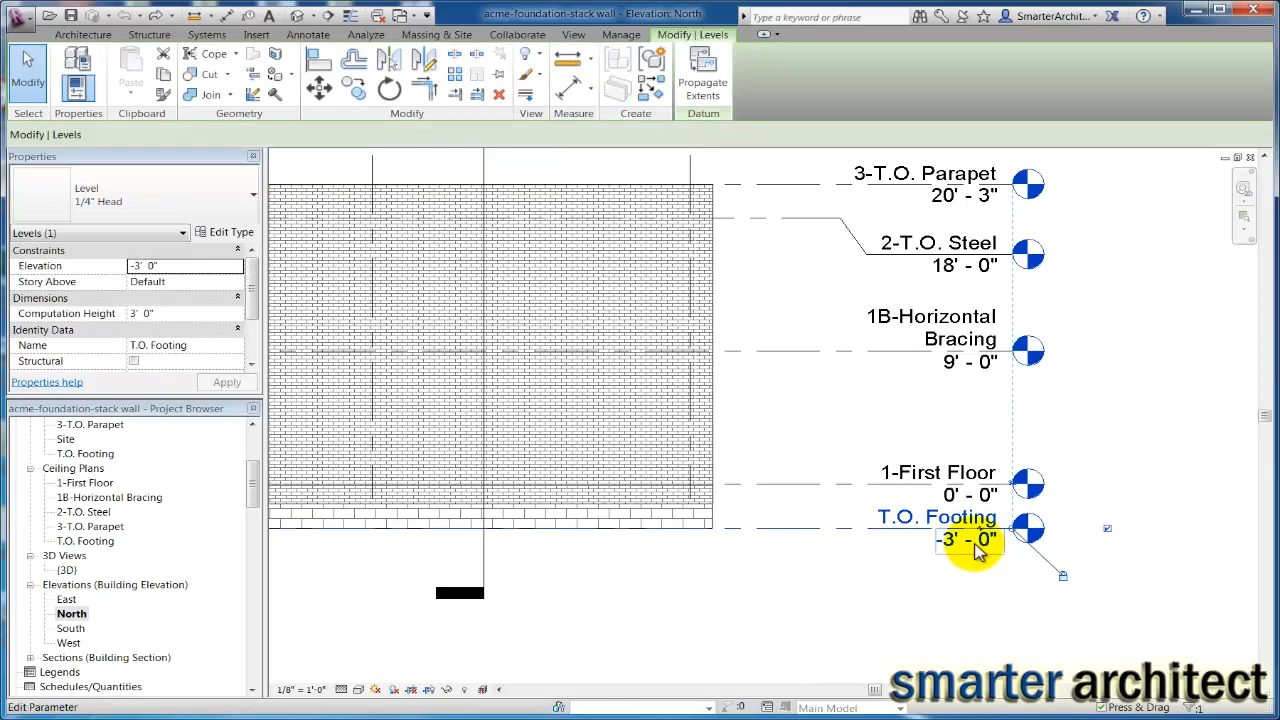 acme-foundation-stack wall - Elevation: North
Type a keyword or phrase
SmarterArchit...
Architecture
Structure
Systems
Insert
Annotate
Analyze
Massing & Site
Collaborate
View
Manage
Modify | Levels
Modify
Paste
Cope
Cut
Join
Propagate
Extents
Select
Properties
Clipboard
Geometry
Modify
View
Measure
Create
Datum
Modify | Levels
Properties
Level
1/4" Head
Levels (1)
Edit Type
Constraints
Elevation
-3' 0"
Story Above
Default
Dimensions
Computation Height
3' 0"
Identity Data
Name
T.O. Footing
Structural
Properties help
Apply
acme-foundation-stack wall - Project Browser
3-T.O. Parapet
Site
T.O. Footing
Ceiling Plans
1-First Floor
1B-Horizontal Bracing
2-T.O. Steel
3-T.O. Parapet
T.O. Footing
3D Views
{3D}
Elevations (Building Elevation)
East
North
South
West
Sections (Building Section)
Legends
Schedules/Quantities
3-T.O. Parapet
20' - 3"
2-T.O. Steel
18' - 0"
1B-Horizontal
Bracing
9' - 0"
1-First Floor
0' - 0"
T.O. Footing
-3' - 0"
1/8" = 1'-0"
smarter architect
Edit Parameter
:0
Main Model
Press & Drag
:1